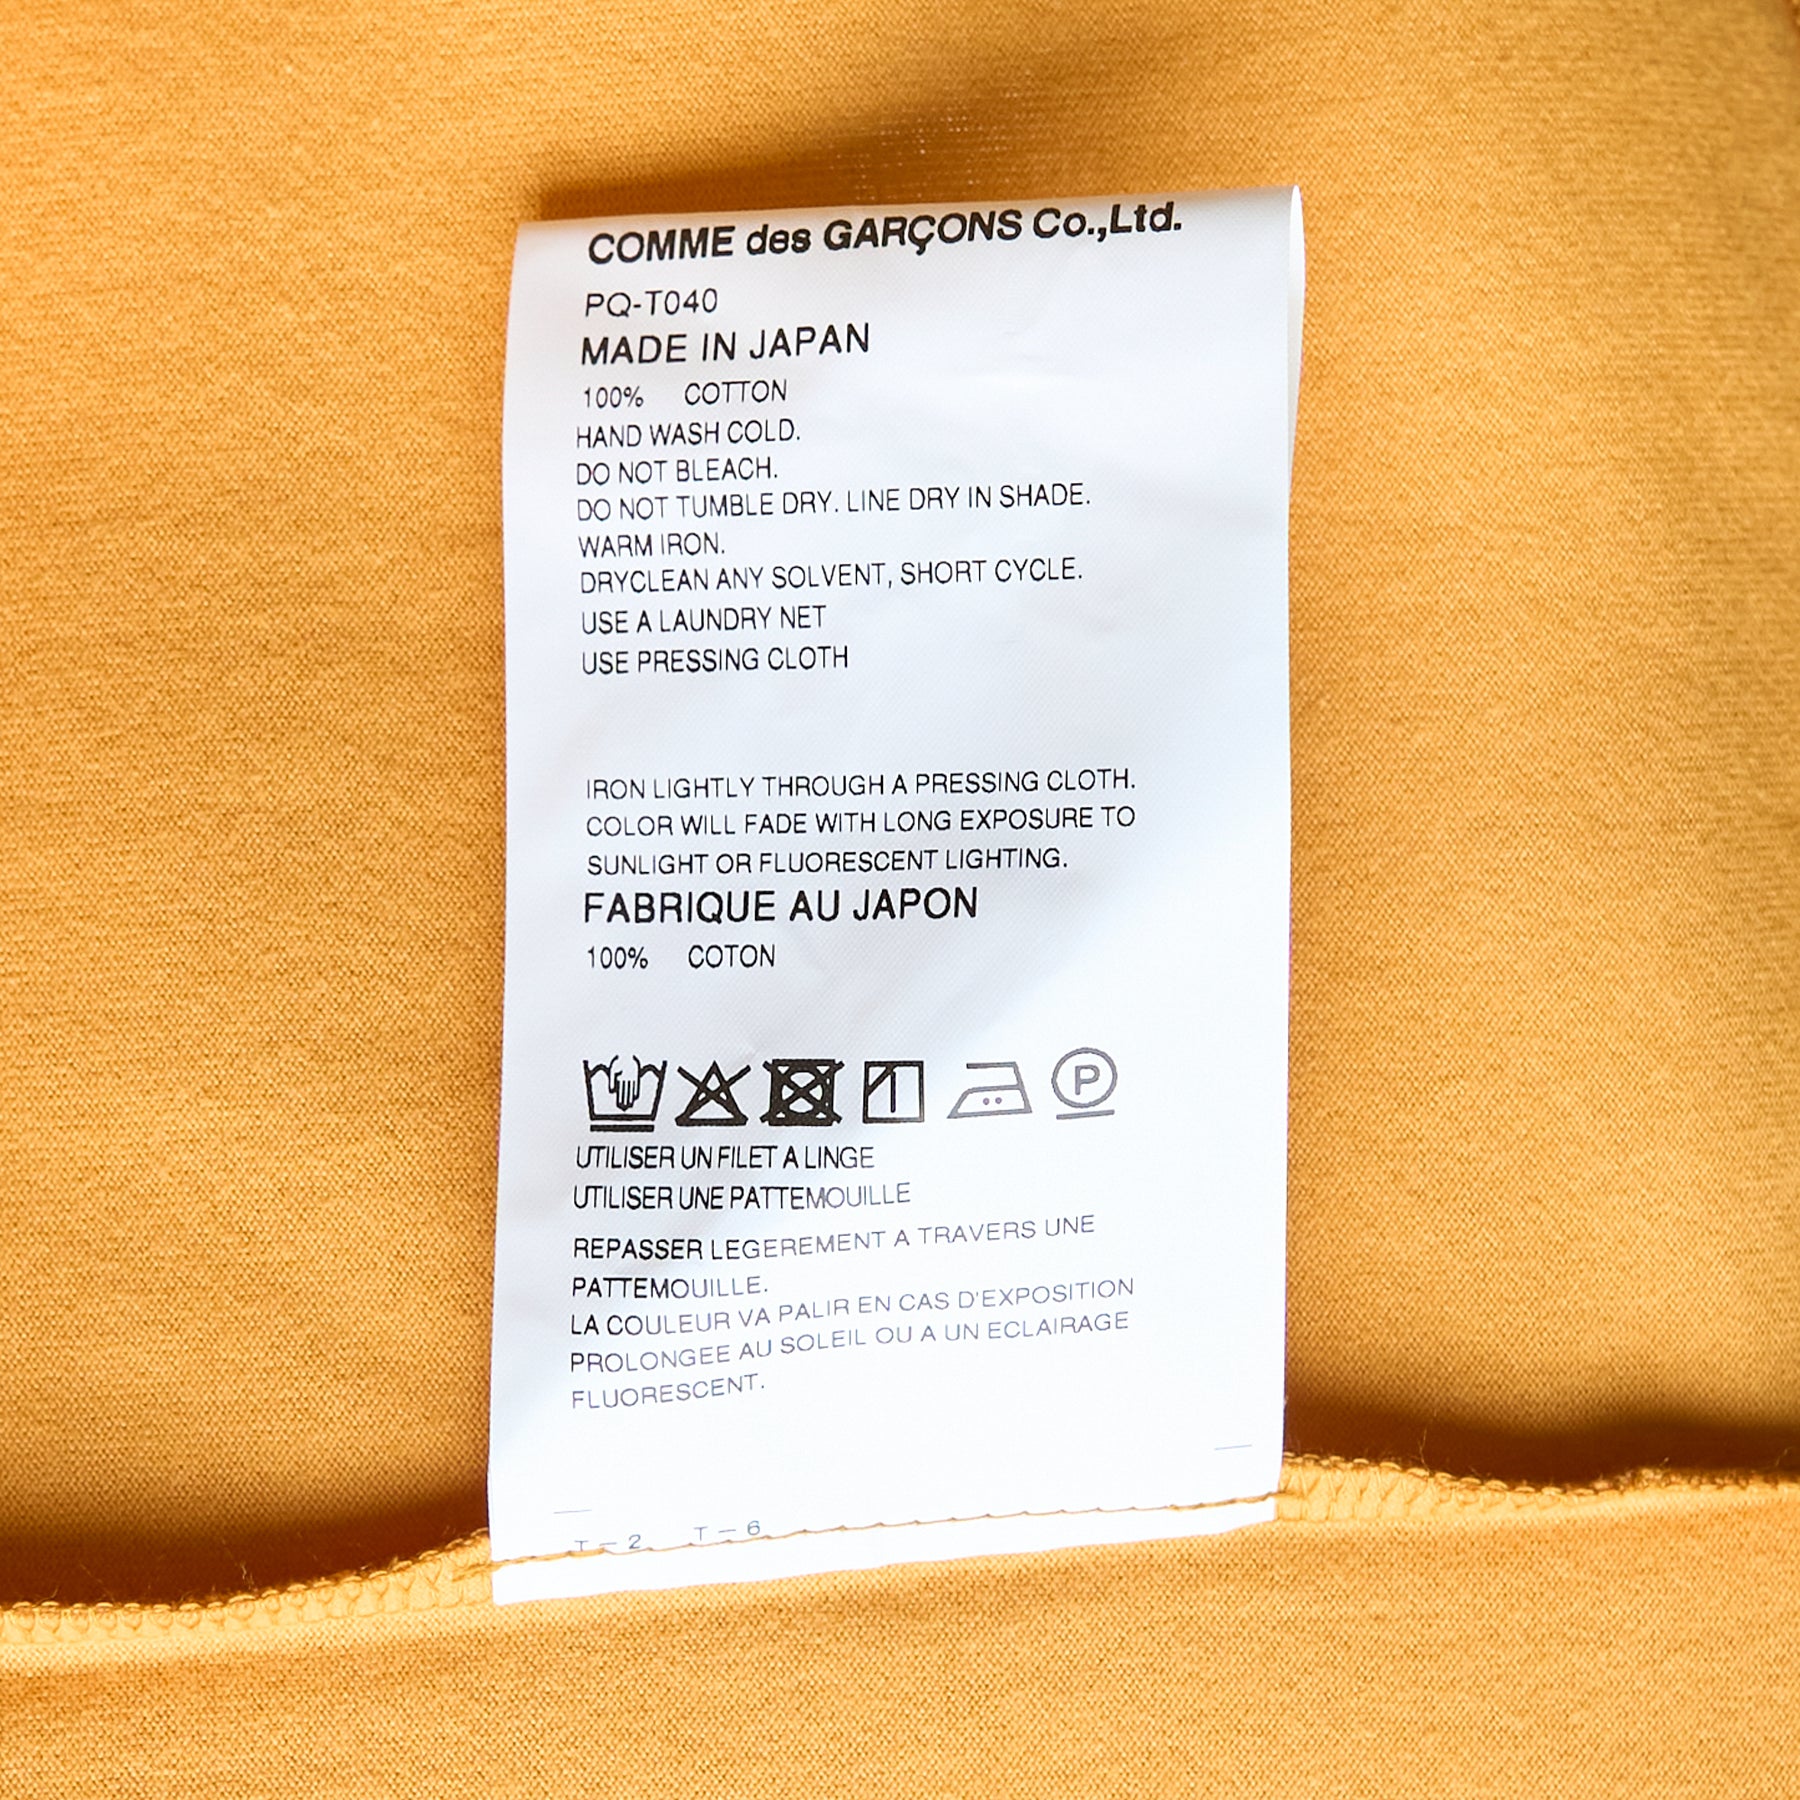 COMME des GARÇONS Co.,Ltd.
PQ-T040
MADE IN JAPAN
100% COTTON
HAND WASH COLD.
DO NOT BLEACH.
DO NOT TUMBLE DRY. LINE DRY IN SHADE.
WARM IRON.
DRYCLEAN ANY SOLVENT, SHORT CYCLE.
USE A LAUNDRY NET
USE PRESSING CLOTH
IRON LIGHTLY THROUGH A PRESSING CLOTH.
COLOR WILL FADE WITH LONG EXPOSURE TO
SUNLIGHT OR FLUORESCENT LIGHTING.
FABRIQUE AU JAPON
100% COTON
P
UTILISER UN FILET A LINGE
UTILISER UNE PATTEMOUILLE
REPASSER LEGEREMENT A TRAVERS UNE
PATTEMOUILLE.
LA COULEUR VA PALIR EN CAS D'EXPOSITION
PROLONGEE AU SOLEIL OU A UN ECLAIRAGE
FLUORESCENT.
T-2 T-6